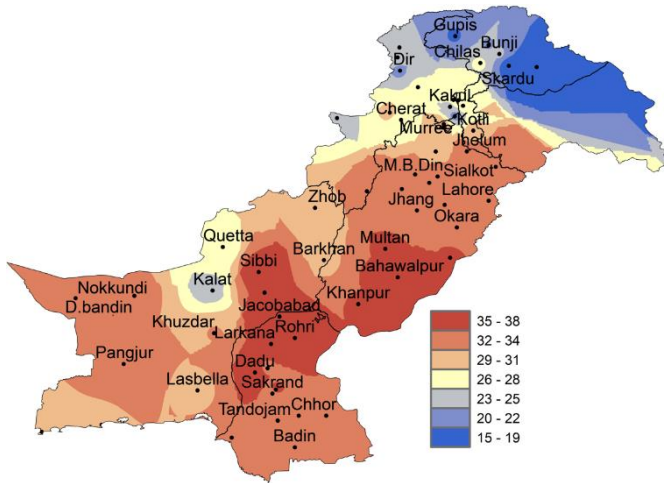 Gupis
Bunji
Chilas
Dir
Skardu
Kakul
Cherat
Kotli
Murree
Jhelum
M.B.Din
Sialkot
Lahore
Zhob
Jhang
Okara
Quetta
Multan
Sibbi
Barkhan
Bahawalpur
Kalat
Nokkundi
D.bandin
Jacobabad
Khanpur
Khuzdar
Larkana
Rohri
Pangjur
Dadu
Lasbella
Sakrand
Tandojam
Chhor
Badin
35 - 38
32 - 34
29 - 31
26 - 28
23 - 25
20 - 22
15 - 19